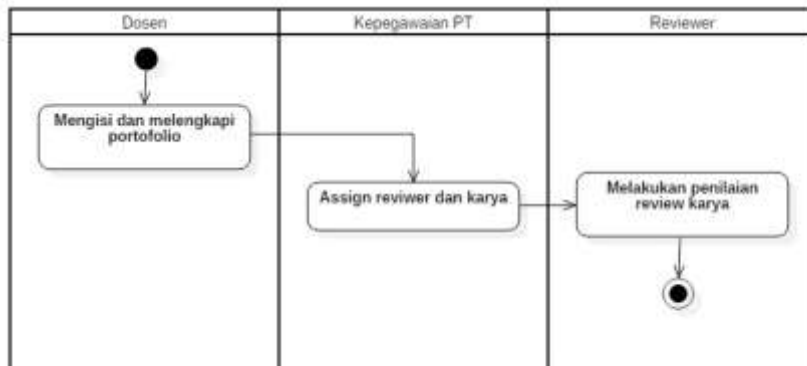 Dosen
Kepegawaian PT
Reviewer
Mengisi dan melengkapi
portofolio
Assign reviwer dan karya
Melakukan penilaian
review karya